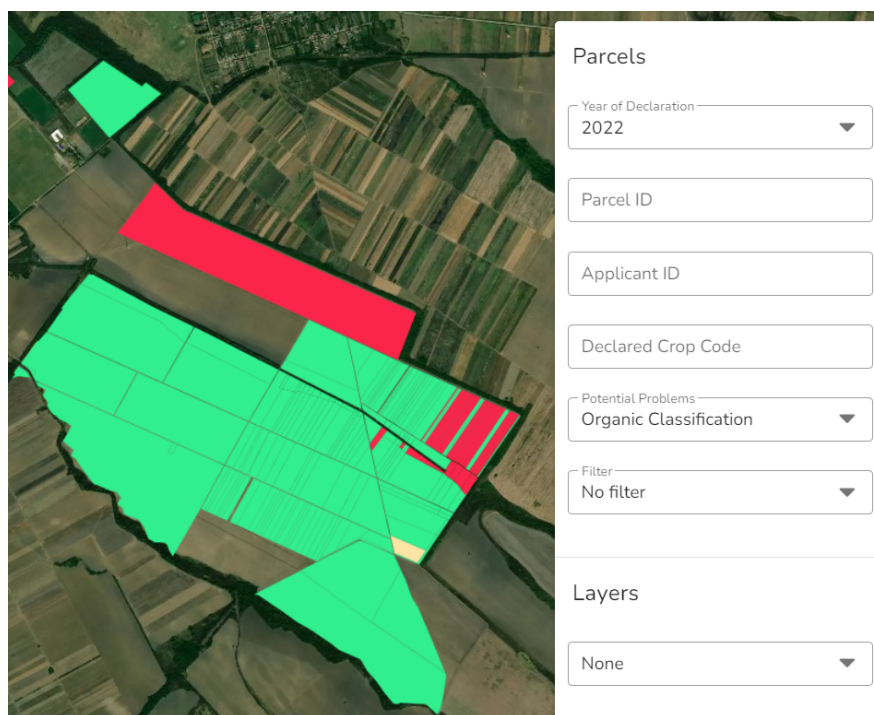 Parcels
Year of Declaration
2022
Parcel ID
Applicant ID
Declared Crop Code
Potential Problems
Organic Classification
Filter
No filter
Layers
None